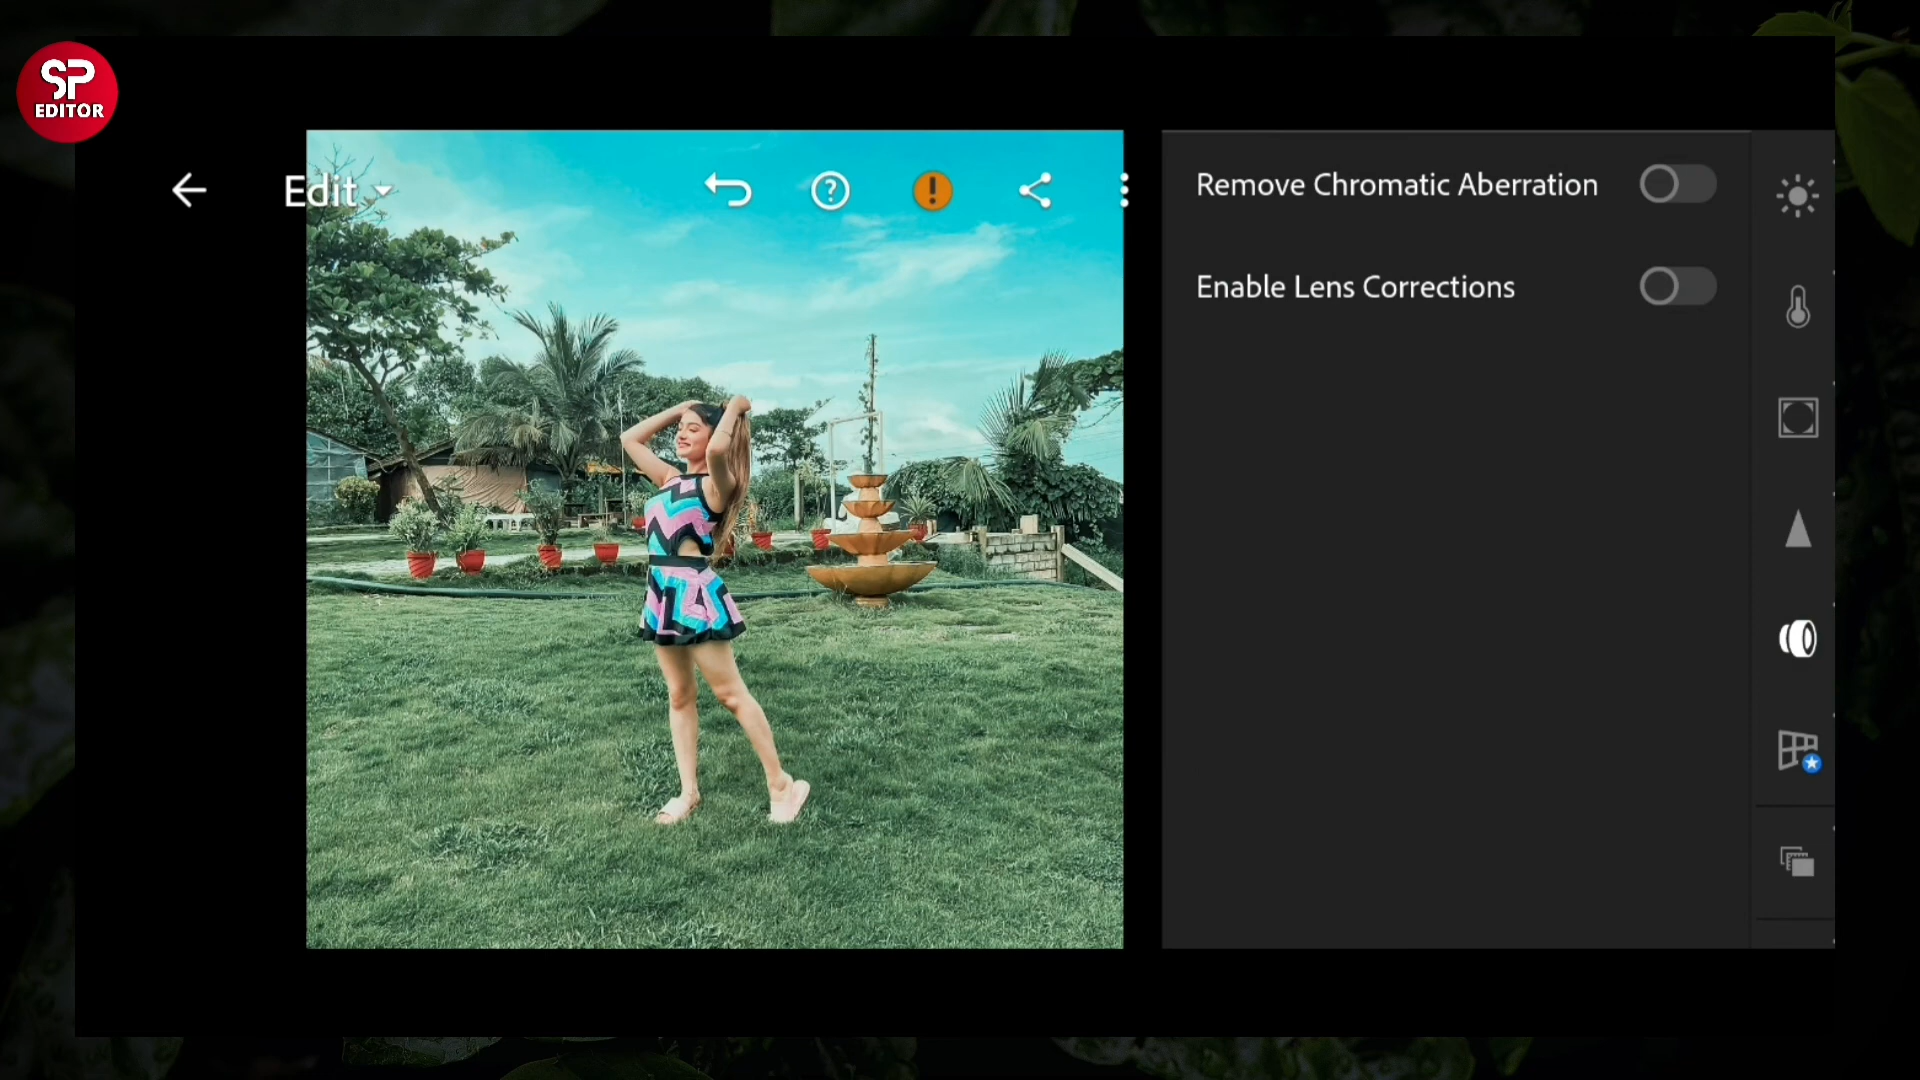 SP
EDITOR
Edit
Remove Chromatic Aberration
Enable Lens Corrections